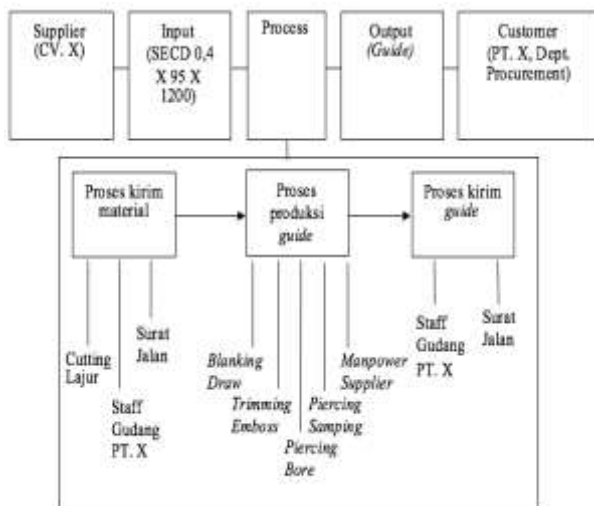 Supplier
(CV. X)
Input
(SECD 0,4
X 95 X
1200)
Process
Output
(Guide)
Customer
(PT. X, Dept.
Procurement)
Proses kirim
material
Proses
produksi
guide
Proses kirim
guide
Cutting
Lajur
Staff
Gudang
PT. X
Surat
Jalan
Blanking
Draw
Trimming
Emboss
Piercing
Bore
Piercing
Samping
Manpower
Supplier
Staff
Gudang
PT. X
Surat
Jalan